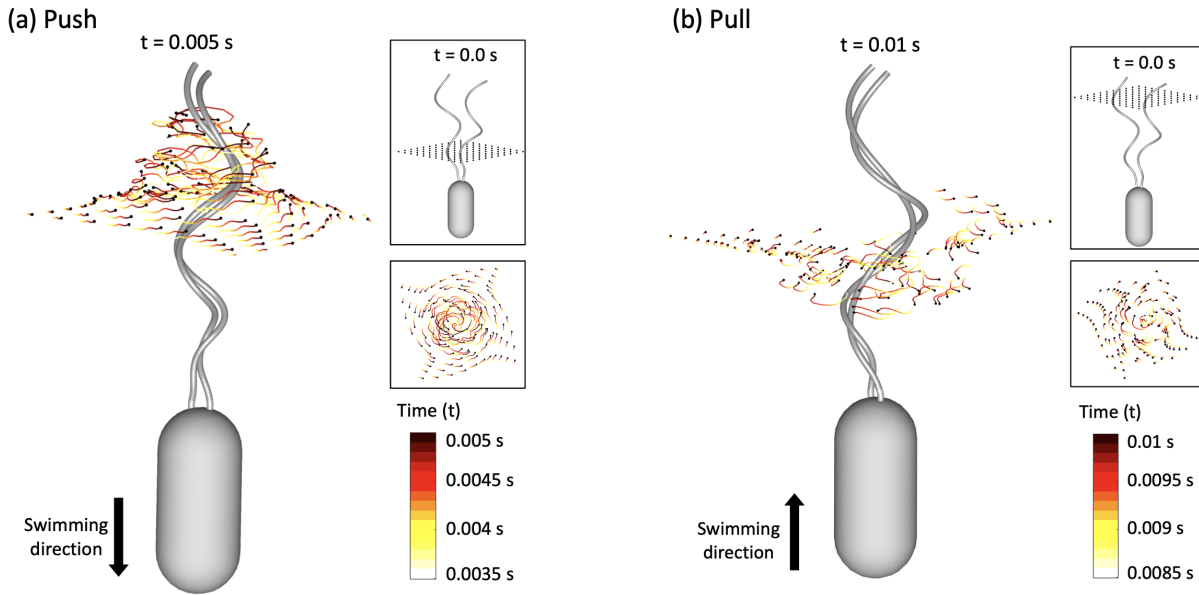 (a) Push
t = 0.005 s
t = 0.0 s
Time (t)
0.005 s
0.0045 s
0.004 s
0.0035 s
Swimming
direction
(b) Pull
t = 0.01 s
t = 0.0 s
Time (t)
0.01 s
0.0095 s
0.009 s
0.0085 s
Swimming
direction